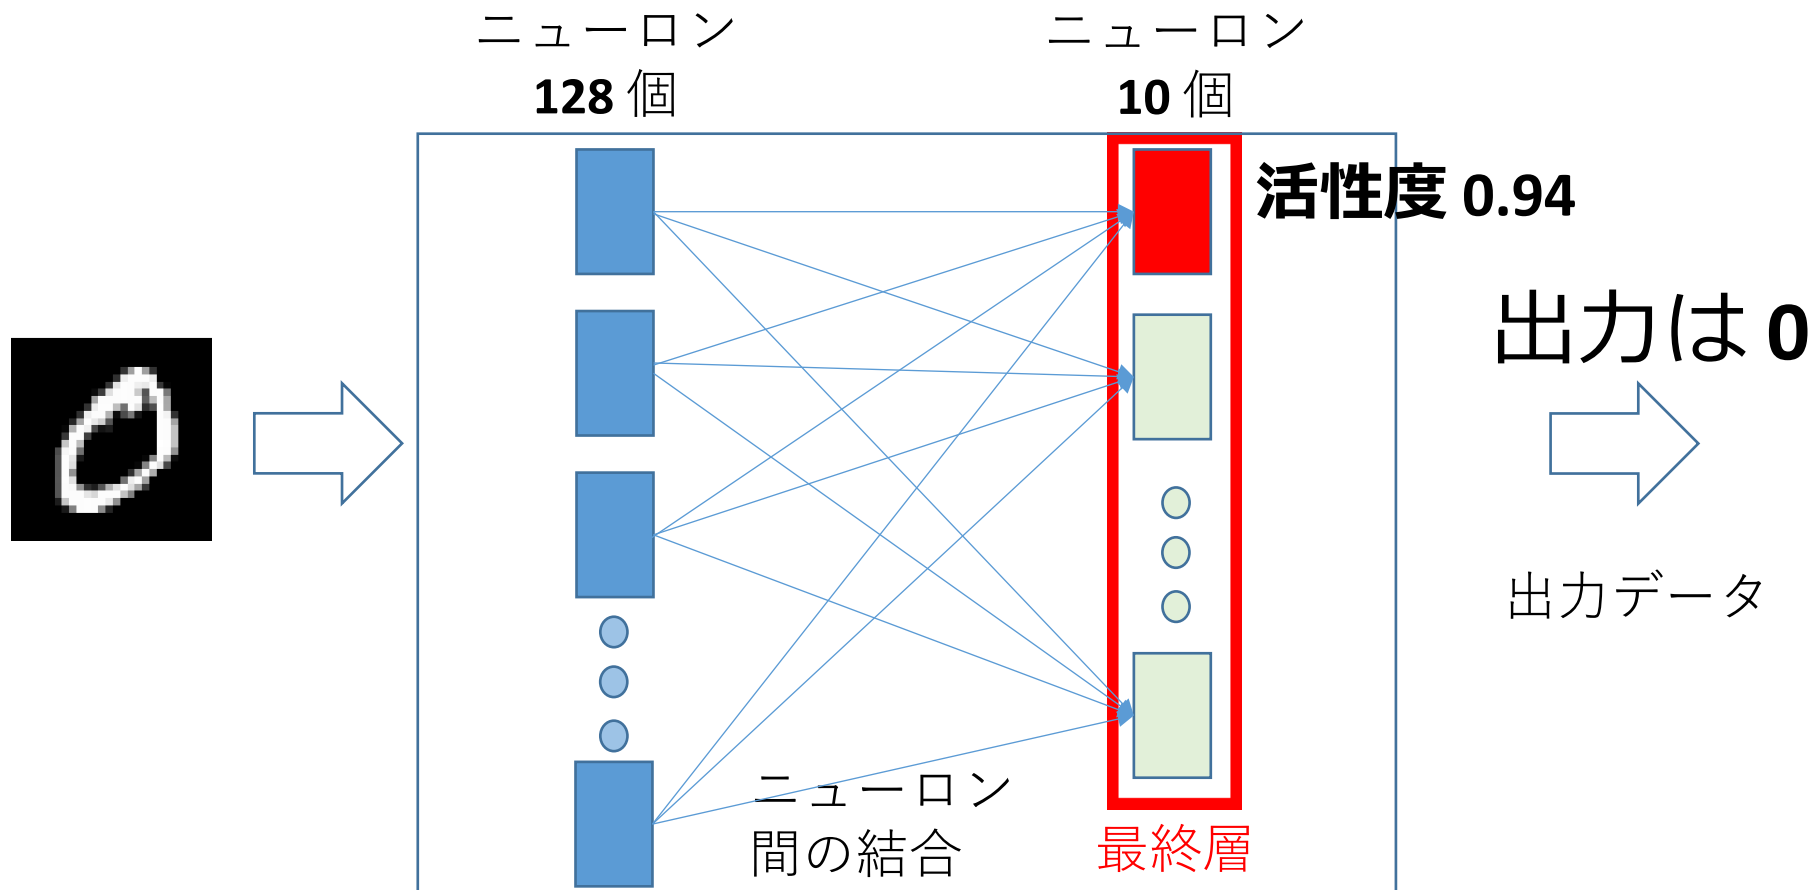 ニューロン
128 個
ニューロン
10 個
活性度 0.94
出力は 0
出力データ
ニューロン
間の結合
最終層